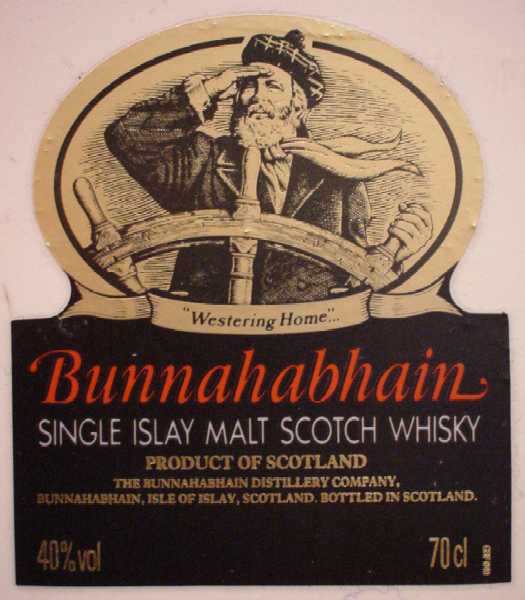 "Westering Home"...
Bunnahabhain
SINGLE ISLAY MALT SCOTCH WHISKY
PRODUCT OF SCOTLAND
THE BUNNAHABHAIN DISTILLERY COMPANY,
BUNNAHABHAIN, ISLE OF ISLAY, SCOTLAND. BOTTLED IN SCOTLAND.
40%vol 70cl